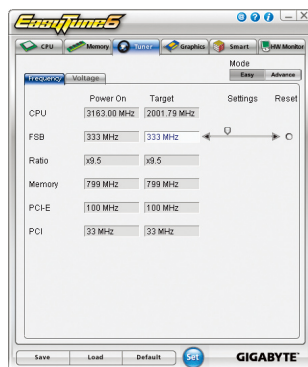 EasyTune6
CPU Memory Tuner Graphics Smart HW Monitor
Mode
Easy Advance
Frequency Voltage
Power On Target Settings Reset
CPU 3163.00 MHz 2001.79 MHz
FSB 333 MHz 333 MHz
Ratio x9.5 x9.5
Memory 799 MHz 799 MHz
PCI-E 100 MHz 100 MHz
PCI 33 MHz 33 MHz
Save Load Default Set GIGABYTE™